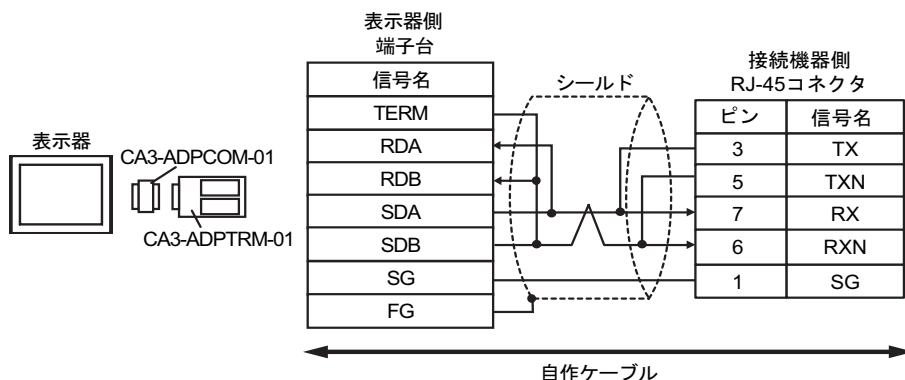 表示器
CA3-ADPCOM-01
CA3-ADPTRM-01
表示器側
端子台
信号名
TERM
RDA
RDB
SDA
SDB
SG
FG
シールド
接続機器側
RJ-45コネクタ
ピン 信号名
3 TX
5 TXN
7 RX
6 RXN
1 SG
自作ケーブル